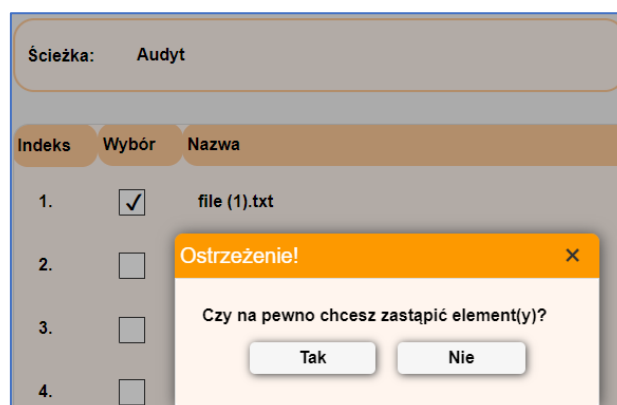 Ścieżka: Audyt
Indeks Wybór Nazwa
1. file (1).txt
2.
3.
4.
Ostrzeżenie! ×
Czy na pewno chcesz zastąpić element(y)?
Tak Nie